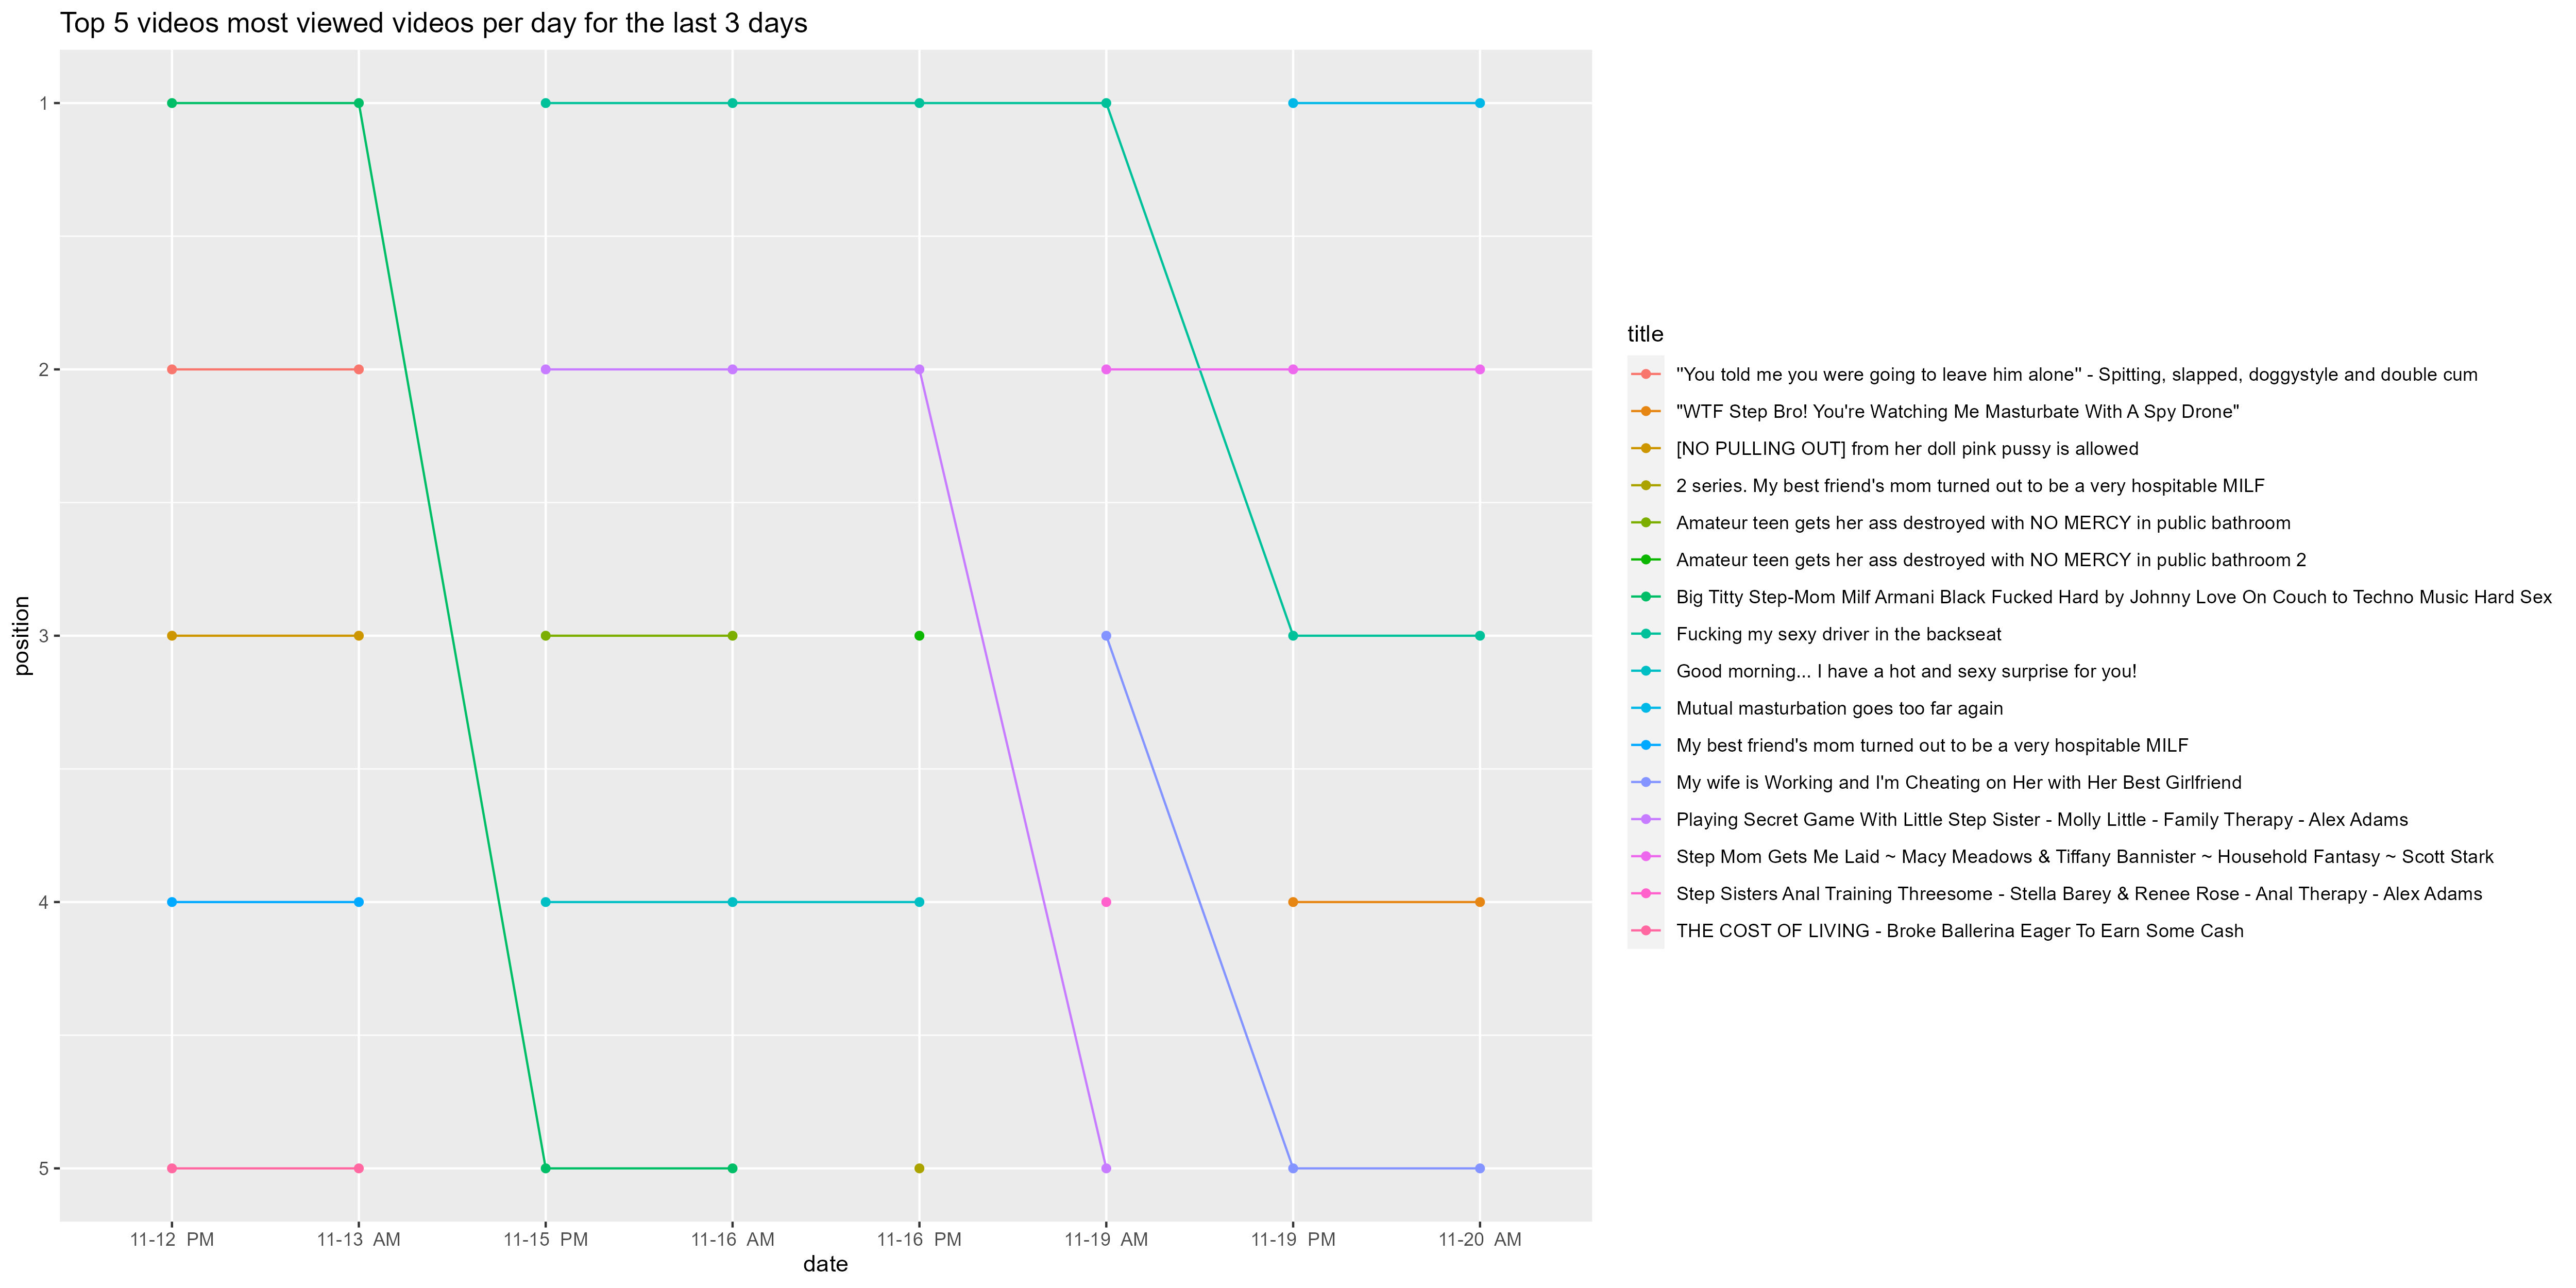 Top 5 videos most viewed videos per day for the last 3 days
1
2
3
4
5
position
11-12 PM
11-13 AM
11-15 PM
11-16 AM
11-16 PM
11-19 AM
11-19 PM
11-20 AM
date
title
"You told me you were going to leave him alone" - Spitting, slapped, doggystyle and double cum
"WTF Step Bro! You're Watching Me Masturbate With A Spy Drone"
[NO PULLING OUT] from her doll pink pussy is allowed
2 series. My best friend's mom turned out to be a very hospitable MILF
Amateur teen gets her ass destroyed with NO MERCY in public bathroom
Amateur teen gets her ass destroyed with NO MERCY in public bathroom 2
Big Titty Step-Mom Milf Armani Black Fucked Hard by Johnny Love On Couch to Techno Music Hard Sex
Fucking my sexy driver in the backseat
Good morning... I have a hot and sexy surprise for you!
Mutual masturbation goes too far again
My best friend's mom turned out to be a very hospitable MILF
My wife is Working and I'm Cheating on Her with Her Best Girlfriend
Playing Secret Game With Little Step Sister - Molly Little - Family Therapy - Alex Adams
Step Mom Gets Me Laid ~ Macy Meadows & Tiffany Bannister ~ Household Fantasy ~ Scott Stark
Step Sisters Anal Training Threesome - Stella Barey & Renee Rose - Anal Therapy - Alex Adams
THE COST OF LIVING - Broke Ballerina Eager To Earn Some Cash